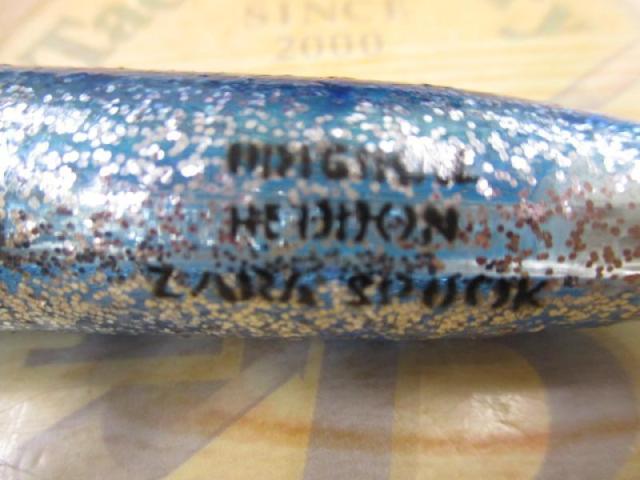 SINCE
2000
ORIGINAL
HEDDON
ZARA SPOOK